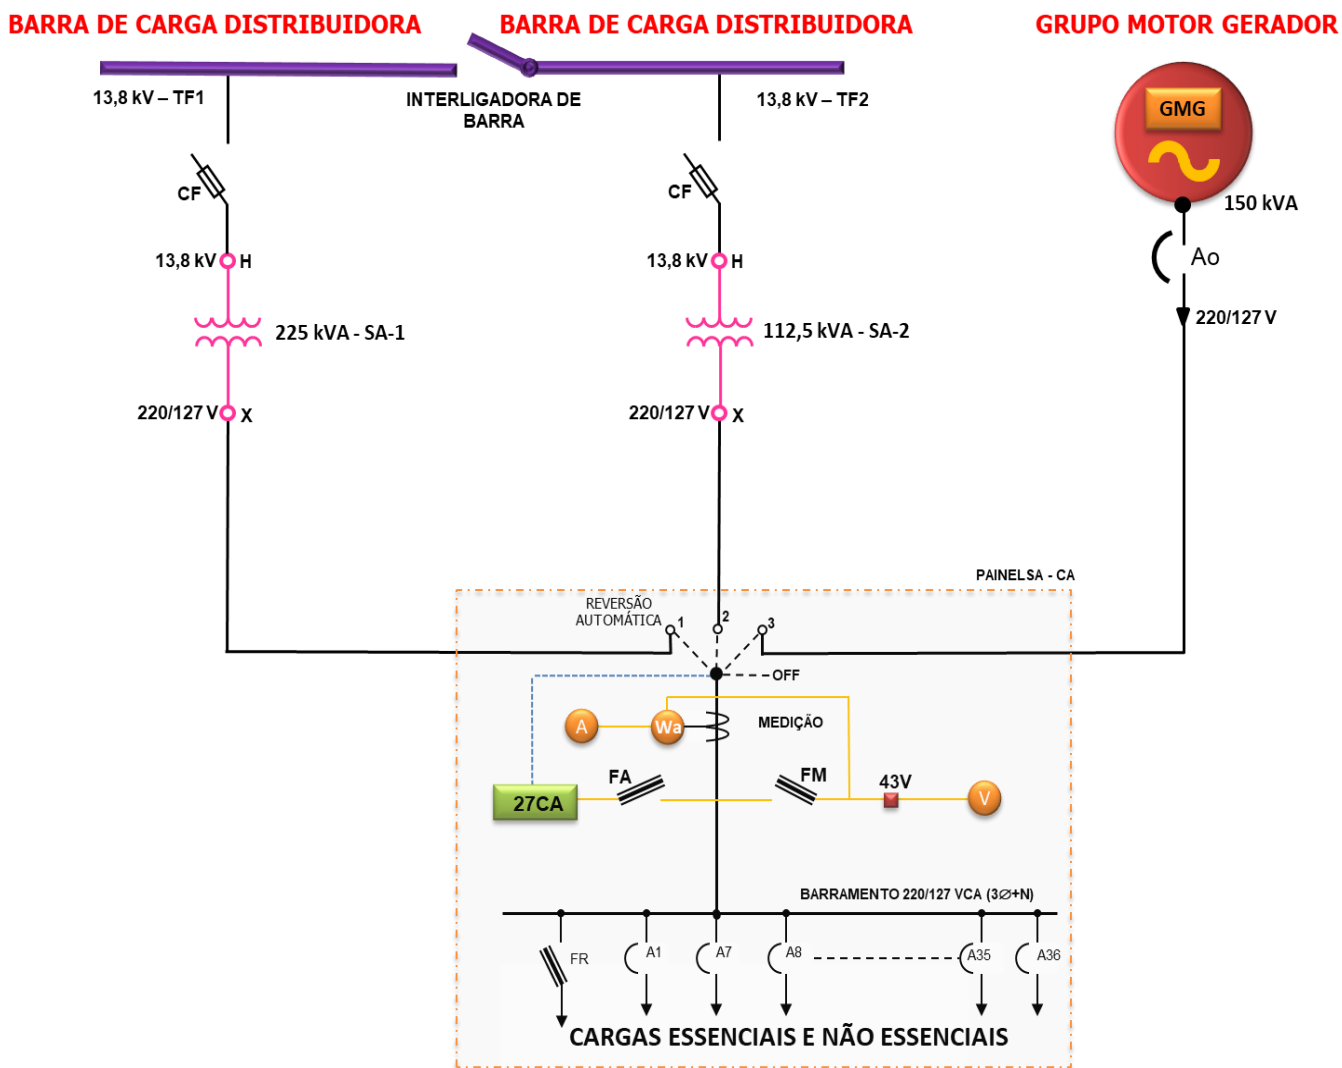 BARRA DE CARGA DISTRIBUIDORA
BARRA DE CARGA DISTRIBUIDORA
GRUPO MOTOR GERADOR
13,8 kV – TF1
INTERLIGADORA DE
BARRA
13,8 kV – TF2
GMG
150 kVA
CF
CF
Ao
13,8 kV
H
13,8 kV
H
220/127 V
225 kVA - SA-1
112,5 kVA - SA-2
220/127 V
X
220/127 V
X
PAINELSA - CA
REVERSÃO
AUTOMÁTICA
1
2
3
OFF
A
Wa
MEDIÇÃO
FA
FM
43V
27CA
V
BARRAMENTO 220/127 VCA (3∅+N)
FR
A1
A7
A8
A35
A36
CARGAS ESSENCIAIS E NÃO ESSENCIAIS